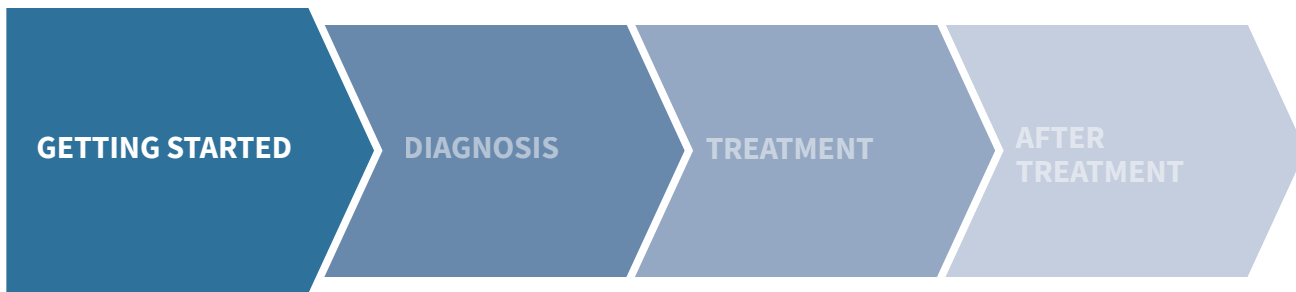 GETTING STARTED
DIAGNOSIS
TREATMENT
AFTER
TREATMENT